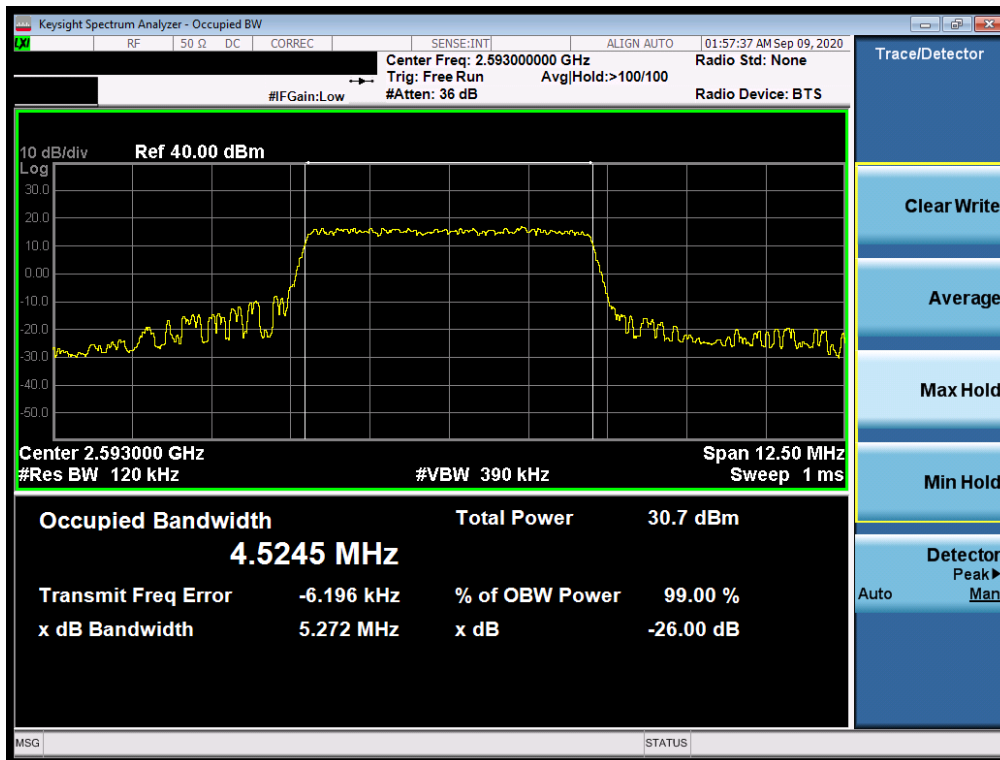 Keysight Spectrum Analyzer - Occupied BW
LXI RF 50 Ω DC CORREC SENSE:INT ALIGN AUTO 01:57:37 AM Sep 09, 2020
Center Freq: 2.593000000 GHz Radio Std: None
Trig: Free Run Avg|Hold:>100/100
#IFGain:Low #Atten: 36 dB Radio Device: BTS
Trace/Detector
10 dB/div Ref 40.00 dBm
Log
30.0
20.0
10.0
0.00
-10.0
-20.0
-30.0
-40.0
-50.0
Center 2.593000 GHz Span 12.50 MHz
#Res BW 120 kHz #VBW 390 kHz Sweep 1 ms
Occupied Bandwidth Total Power 30.7 dBm
4.5245 MHz
Transmit Freq Error -6.196 kHz % of OBW Power 99.00 %
x dB Bandwidth 5.272 MHz x dB -26.00 dB
Clear Write
Average
Max Hold
Min Hold
Detector
Peak▶
Auto Man
MSG STATUS